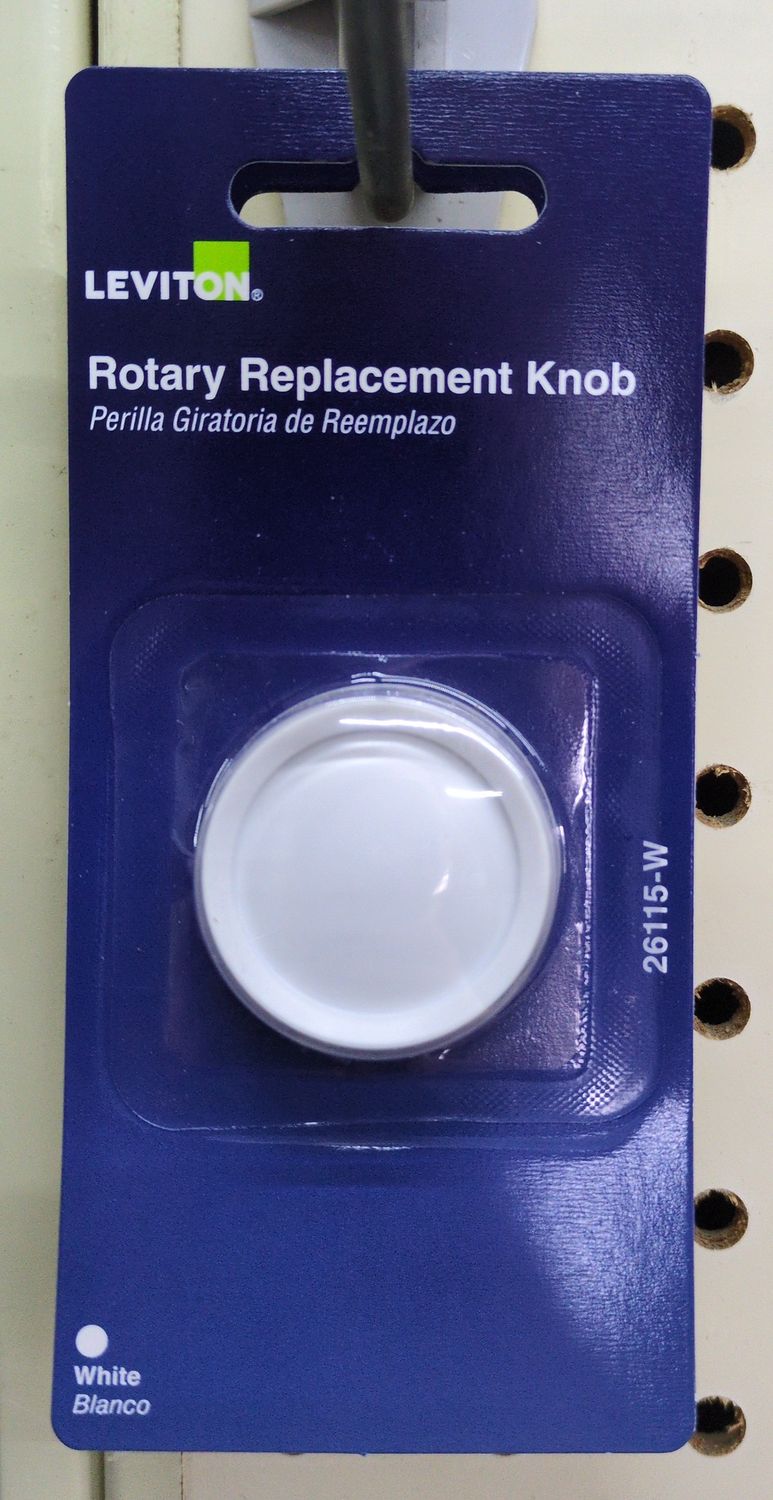 LEVITON®
Rotary Replacement Knob
Perilla Giratoria de Reemplazo
26115-W
White
Blanco